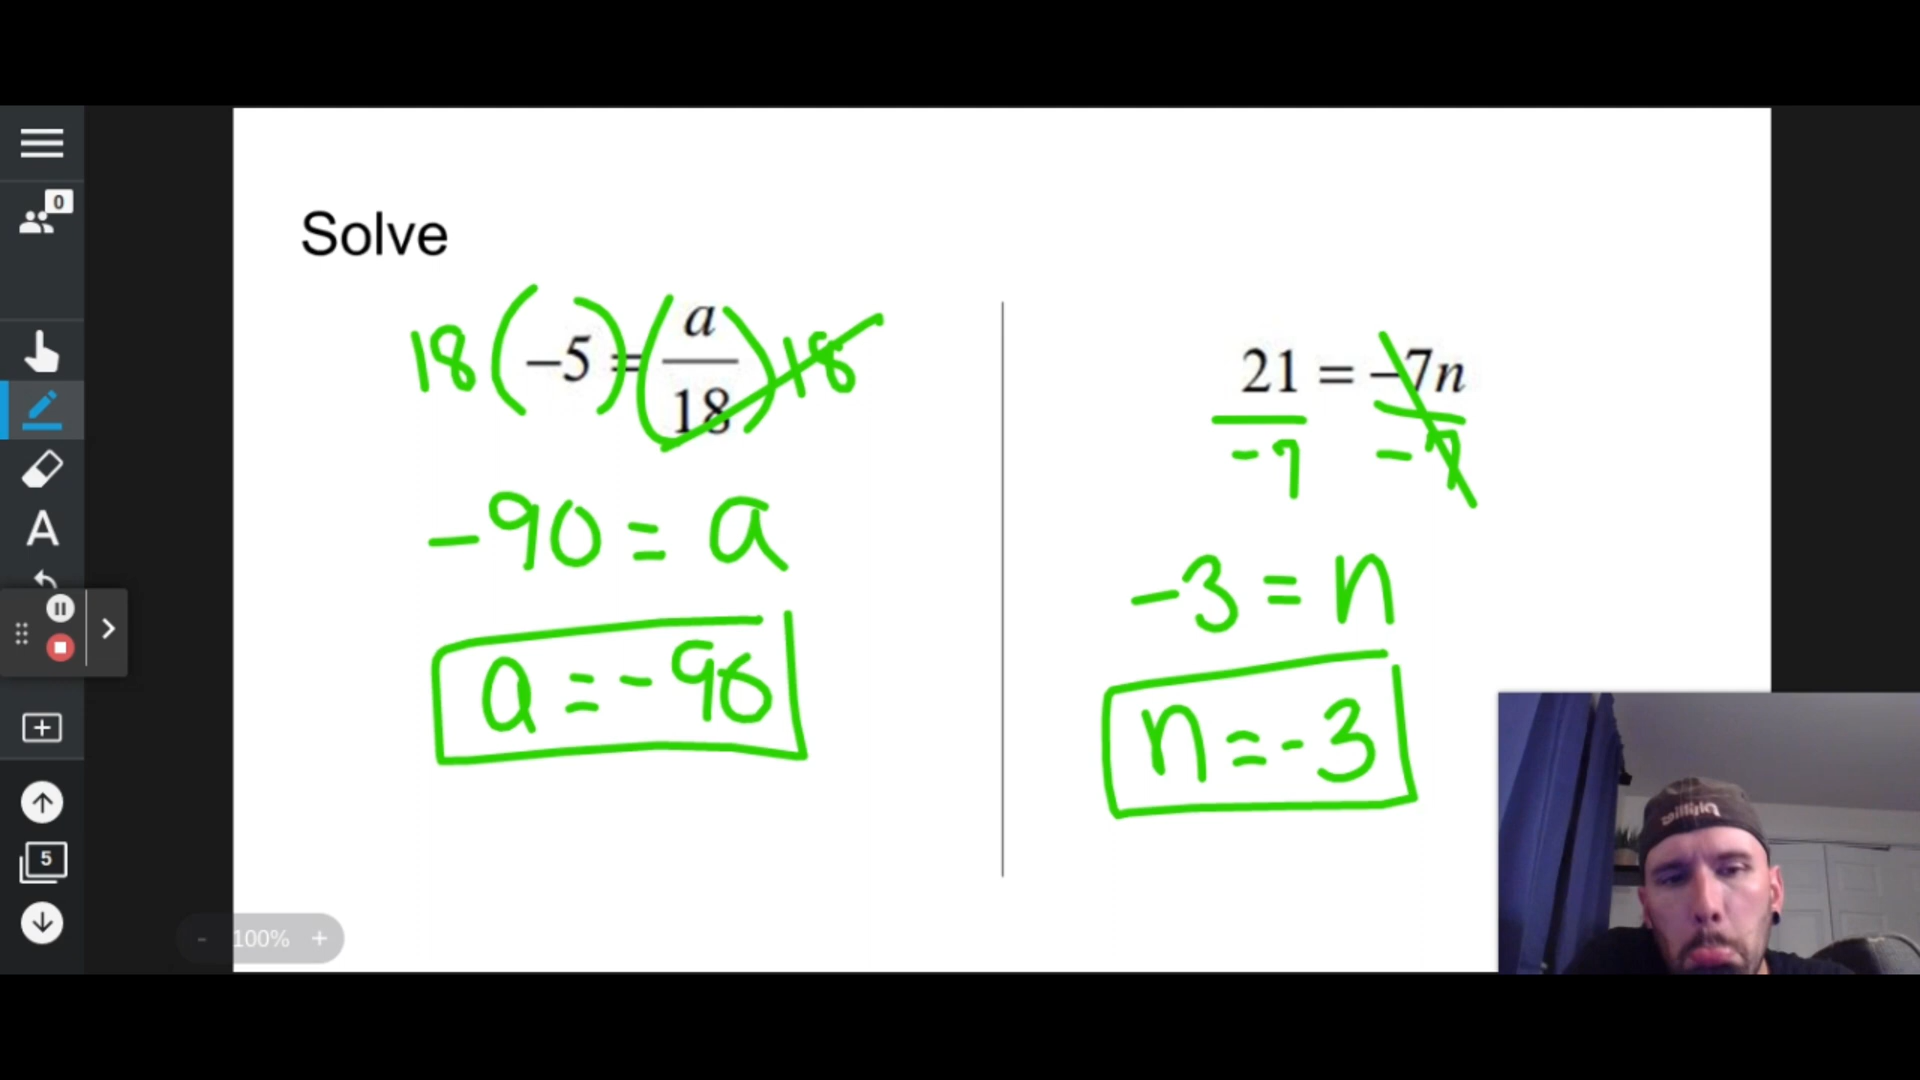 0
Solve
18(-5)=(a/18)18
-90 = a
a = -90
21 = -7n
-7 -7
-3 = n
n = -3
A
5
- 100% +